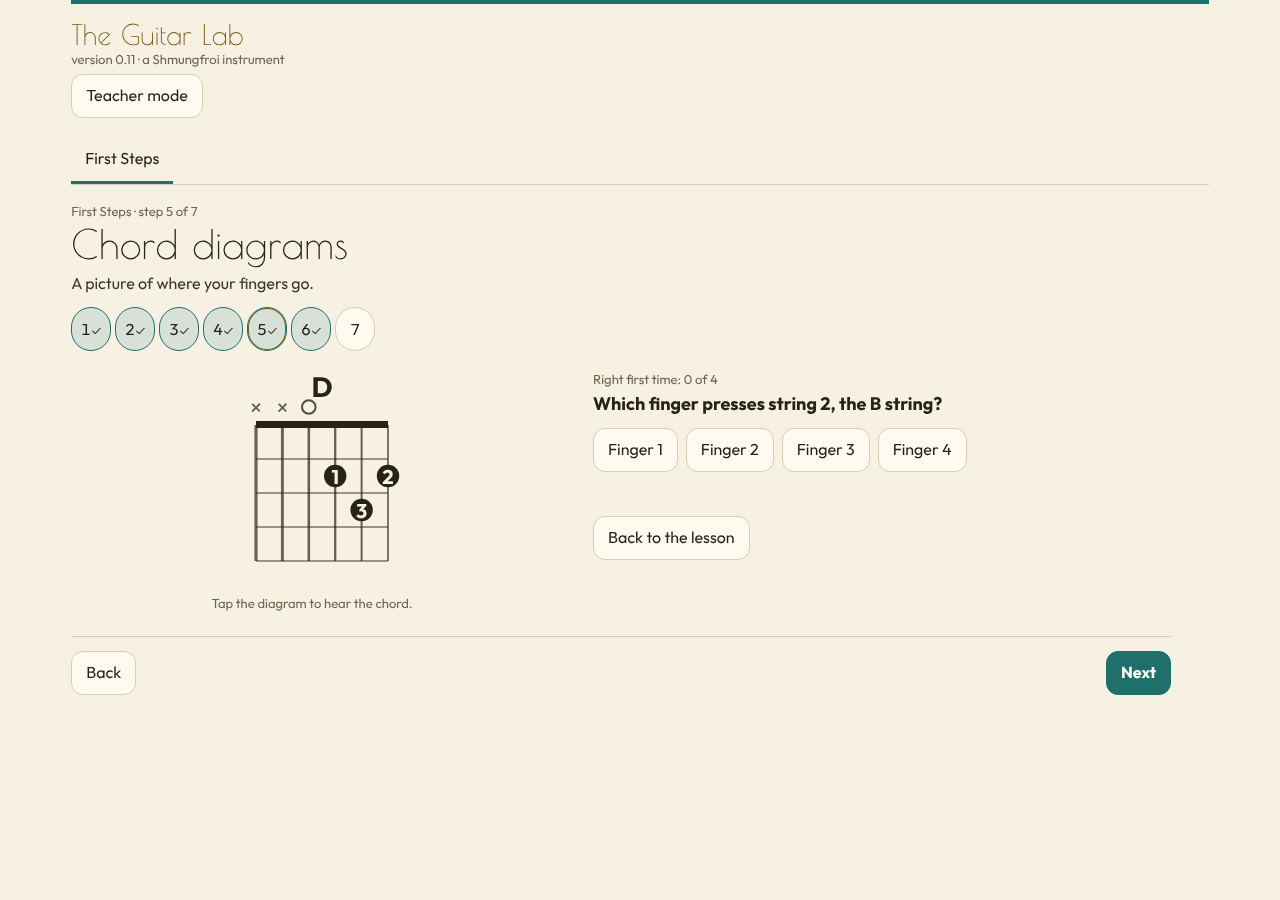 The Guitar Lab
version 0.11 · a Shmungfroi instrument
Teacher mode
First Steps
First Steps · step 5 of 7
Chord diagrams
A picture of where your fingers go.
1✓ 2✓ 3✓ 4✓ 5✓ 6✓ 7
D
× ×
1 2
3
Tap the diagram to hear the chord.
Right first time: 0 of 4
Which finger presses string 2, the B string?
Finger 1 Finger 2 Finger 3 Finger 4
Back to the lesson
Back Next